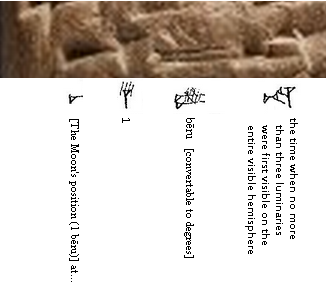 the time when no more
than three luminaries
were first visible on the
entire visible hemisphere
bēru [convertable to degrees]
1
[The Moon's position (1 bēru)] at...